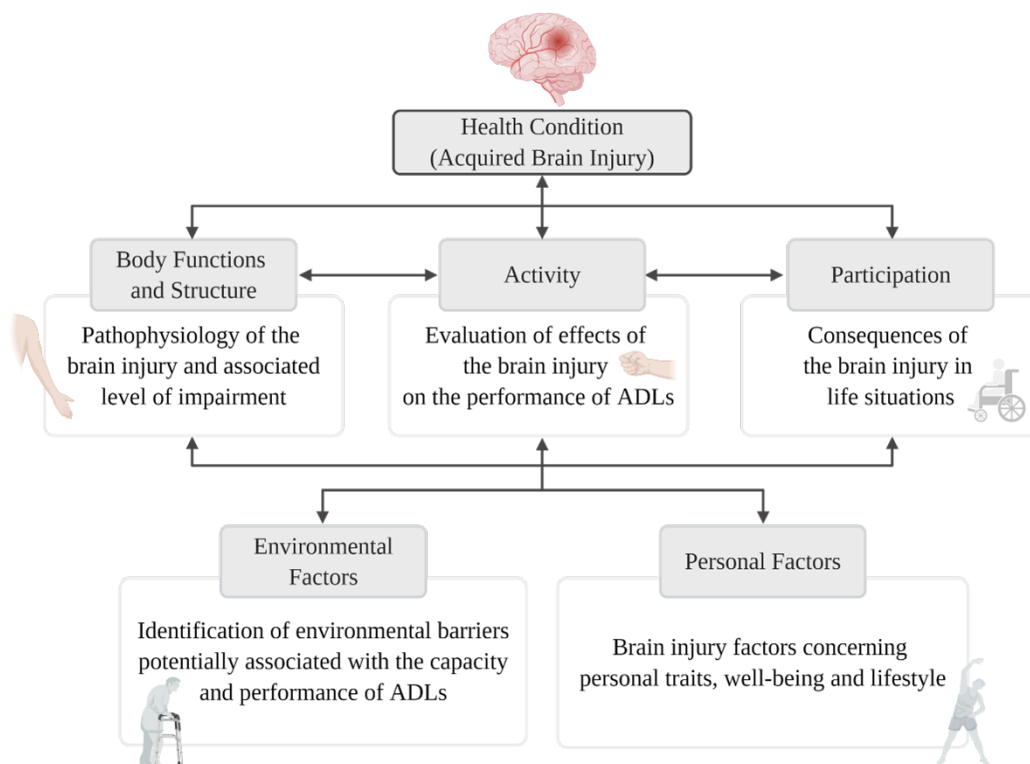 Health Condition
(Acquired Brain Injury)
Body Functions
and Structure
Activity
Participation
Pathophysiology of the
brain injury and associated
level of impairment
Evaluation of effects of
the brain injury
on the performance of ADLs
Consequences of
the brain injury in
life situations
Environmental
Factors
Personal Factors
Identification of environmental barriers
potentially associated with the capacity
and performance of ADLs
Brain injury factors concerning
personal traits, well-being and lifestyle